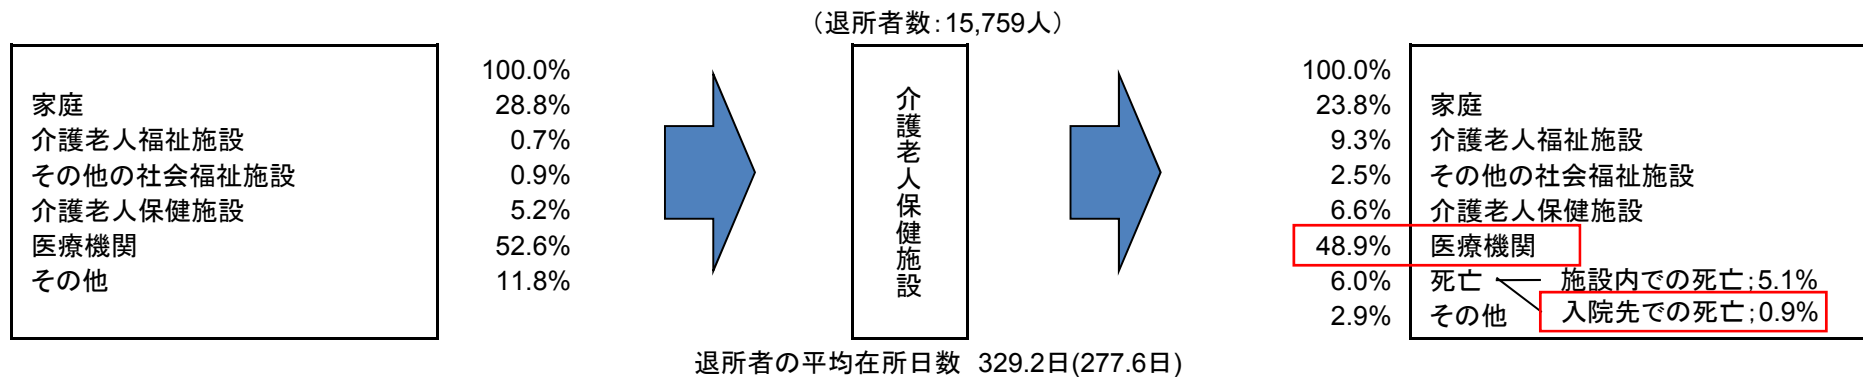 （退所者数：15,759人）
100.0%
家庭 28.8%
介護老人福祉施設 0.7%
その他の社会福祉施設 0.9%
介護老人保健施設 5.2%
医療機関 52.6%
その他 11.8%
介護老人保健施設
100.0%
23.8% 家庭
9.3% 介護老人福祉施設
2.5% その他の社会福祉施設
6.6% 介護老人保健施設
48.9% 医療機関
6.0% 死亡 施設内での死亡；5.1%
2.9% その他 入院先での死亡；0.9%
退所者の平均在所日数 329.2日(277.6日)